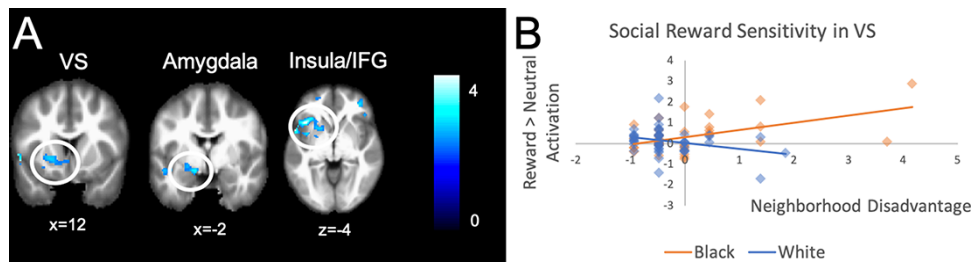 A
VS
Amygdala
Insula/IFG
4
0
x=12
x=-2
z=-4
B
Social Reward Sensitivity in VS
Reward > Neutral
Activation
4
3
2
1
0
-1
-2
-3
-2
-1
0
1
2
3
4
5
Neighborhood Disadvantage
Black
White